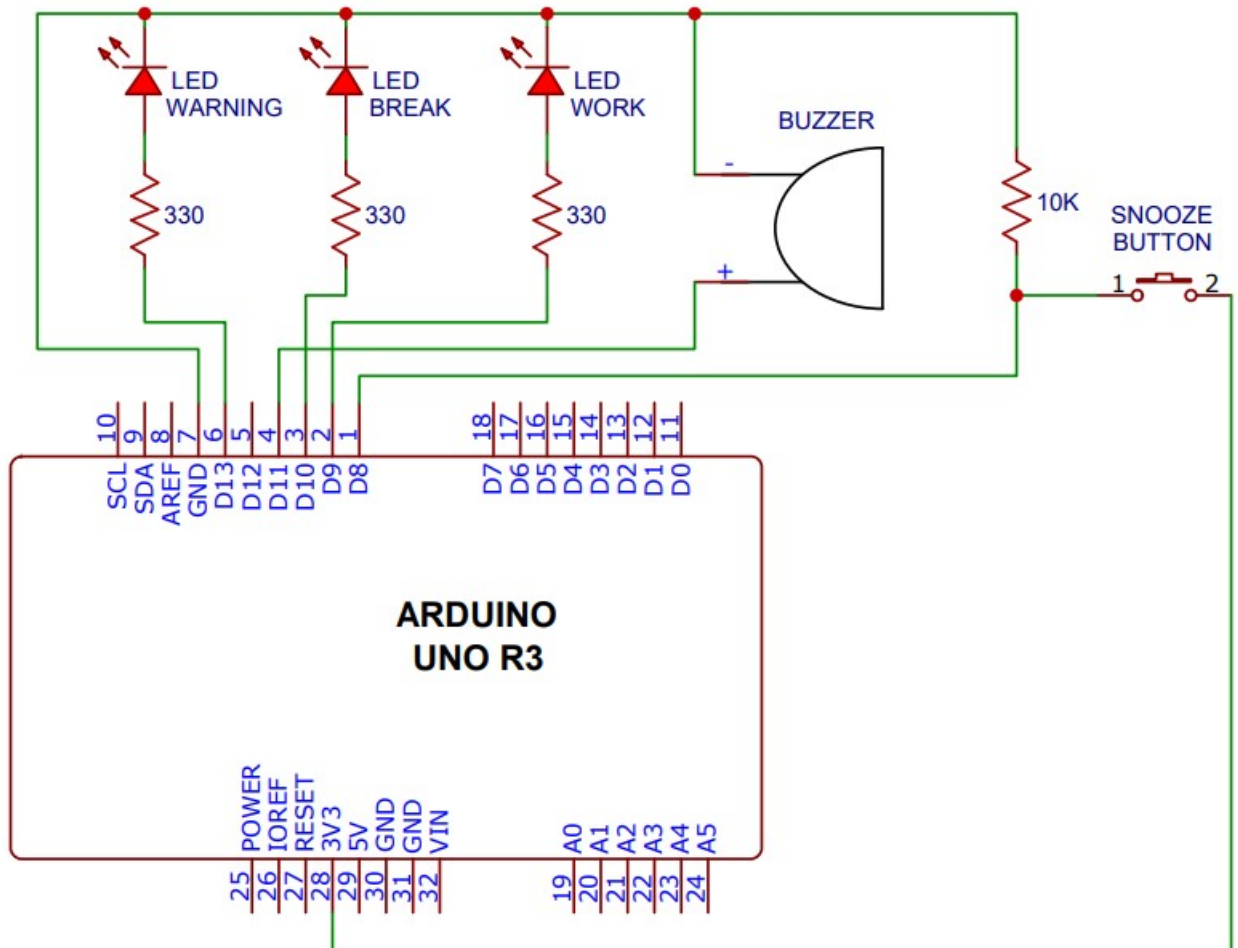 LED
WARNING
LED
BREAK
LED
WORK
BUZZER
-
+
330
330
330
10K
SNOOZE
BUTTON
1
2
10
9
8
7
6
5
4
3
2
1
18
17
16
15
14
13
12
11
SCL
SDA
AREF
GND
D13
D12
D11
D10
D9
D8
D7
D6
D5
D4
D3
D2
D1
D0
ARDUINO
UNO R3
POWER
IOREF
RESET
3V3
5V
GND
GND
VIN
A0
A1
A2
A3
A4
A5
25
26
27
28
29
30
31
32
19
20
21
22
23
24